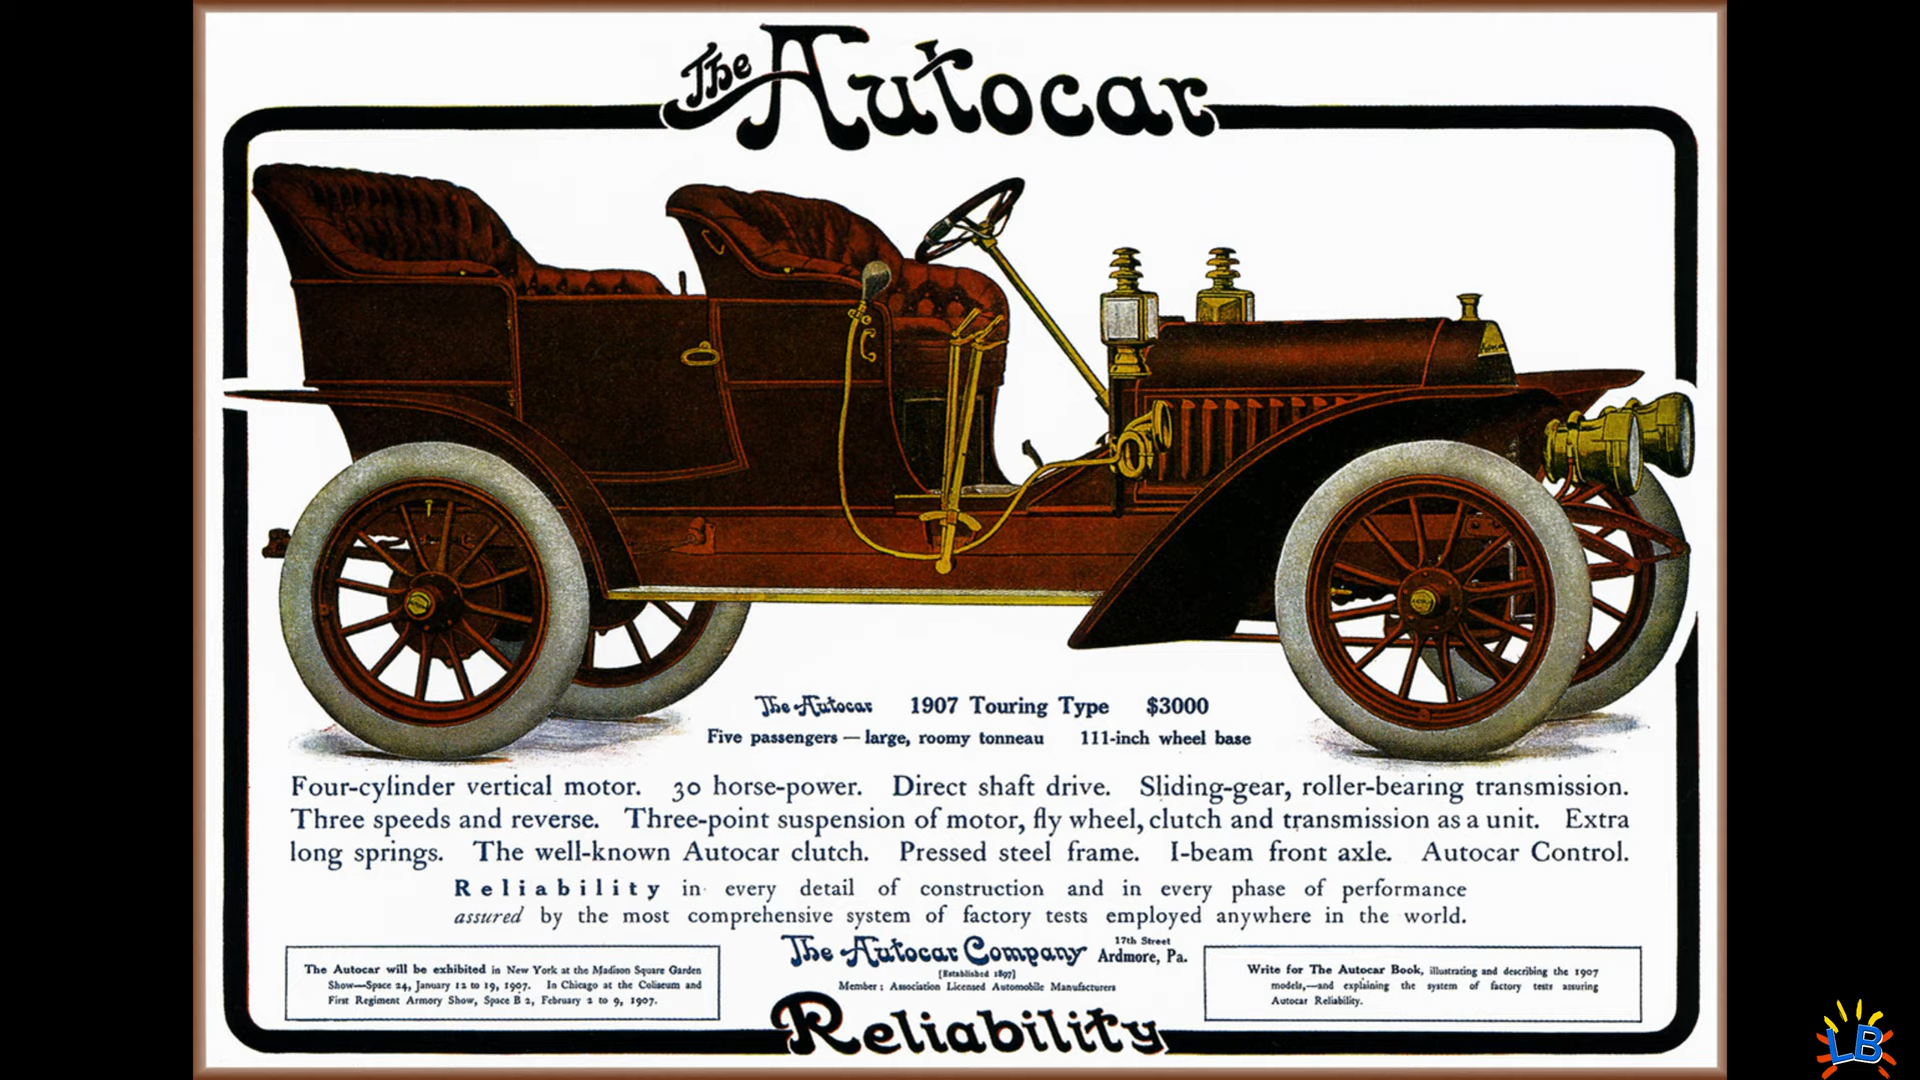 The Autocar
The Autocar 1907 Touring Type $3000
Five passengers — large, roomy tonneau 111-inch wheel base
Four-cylinder vertical motor. 30 horse-power. Direct shaft drive. Sliding-gear, roller-bearing transmission.
Three speeds and reverse. Three-point suspension of motor, fly wheel, clutch and transmission as a unit. Extra
long springs. The well-known Autocar clutch. Pressed steel frame. I-beam front axle. Autocar Control.
Reliability in every detail of construction and in every phase of performance
assured by the most comprehensive system of factory tests employed anywhere in the world.
The Autocar will be exhibited in New York at the Madison Square Garden
Show—Space 24, January 12 to 19, 1907. In Chicago at the Coliseum and
First Regiment Armory Show, Space B 2, February 2 to 9, 1907.
The Autocar Company 17th Street
Ardmore, Pa.
[Established 1897]
Member: Association Licensed Automobile Manufacturers
Write for The Autocar Book, illustrating and describing the 1907
models,—and explaining the system of factory tests assuring
Autocar Reliability.
Reliability
LB